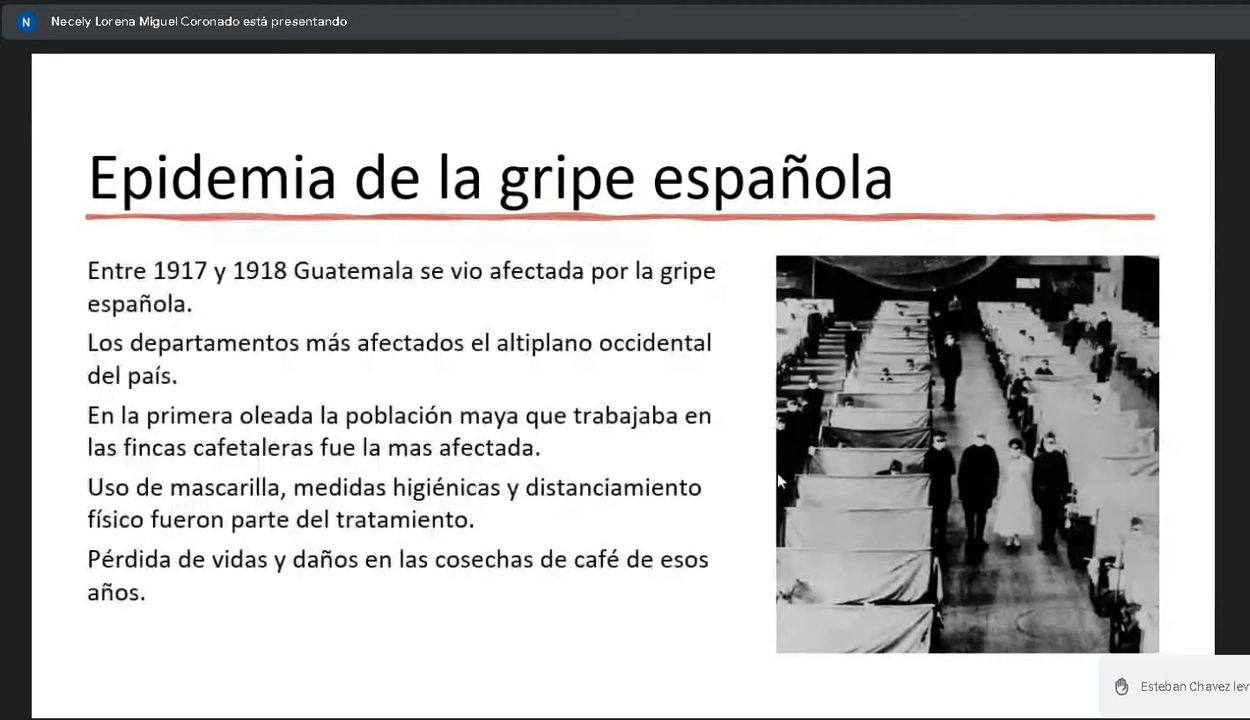 N Necely Lorena Miguel Coronado está presentando
Epidemia de la gripe española
Entre 1917 y 1918 Guatemala se vio afectada por la gripe
española.
Los departamentos más afectados el altiplano occidental
del país.
En la primera oleada la población maya que trabajaba en
las fincas cafetaleras fue la mas afectada.
Uso de mascarilla, medidas higiénicas y distanciamiento
físico fueron parte del tratamiento.
Pérdida de vidas y daños en las cosechas de café de esos
años.
Esteban Chavez lev